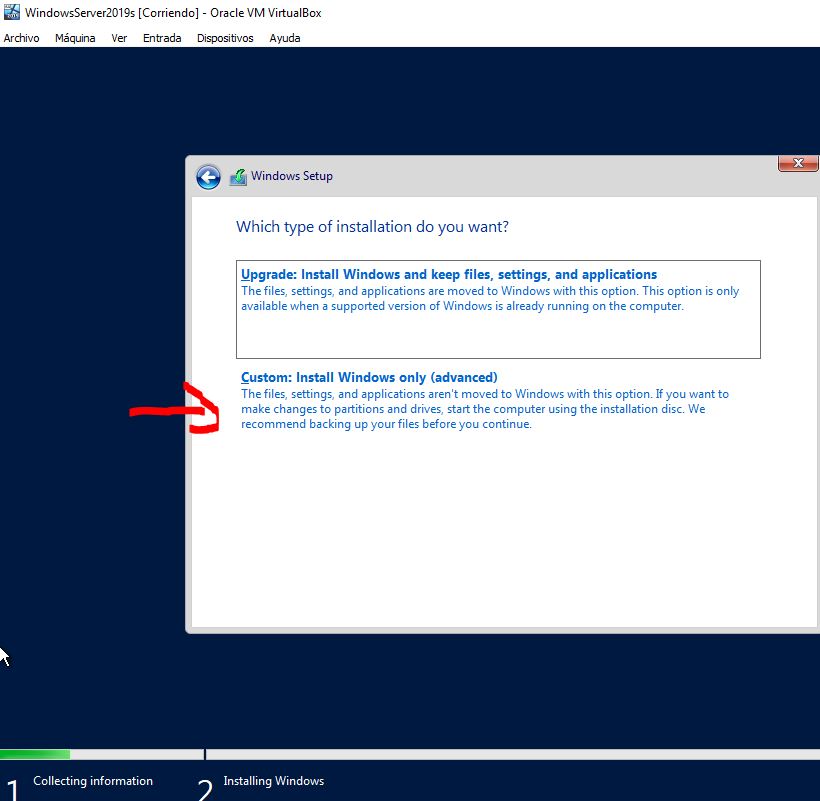 WindowsServer2019s [Corriendo] - Oracle VM VirtualBox
Archivo Máquina Ver Entrada Dispositivos Ayuda
Windows Setup
Which type of installation do you want?
Upgrade: Install Windows and keep files, settings, and applications
The files, settings, and applications are moved to Windows with this option. This option is only
available when a supported version of Windows is already running on the computer.
Custom: Install Windows only (advanced)
The files, settings, and applications aren't moved to Windows with this option. If you want to
make changes to partitions and drives, start the computer using the installation disc. We
recommend backing up your files before you continue.
1 Collecting information 2 Installing Windows